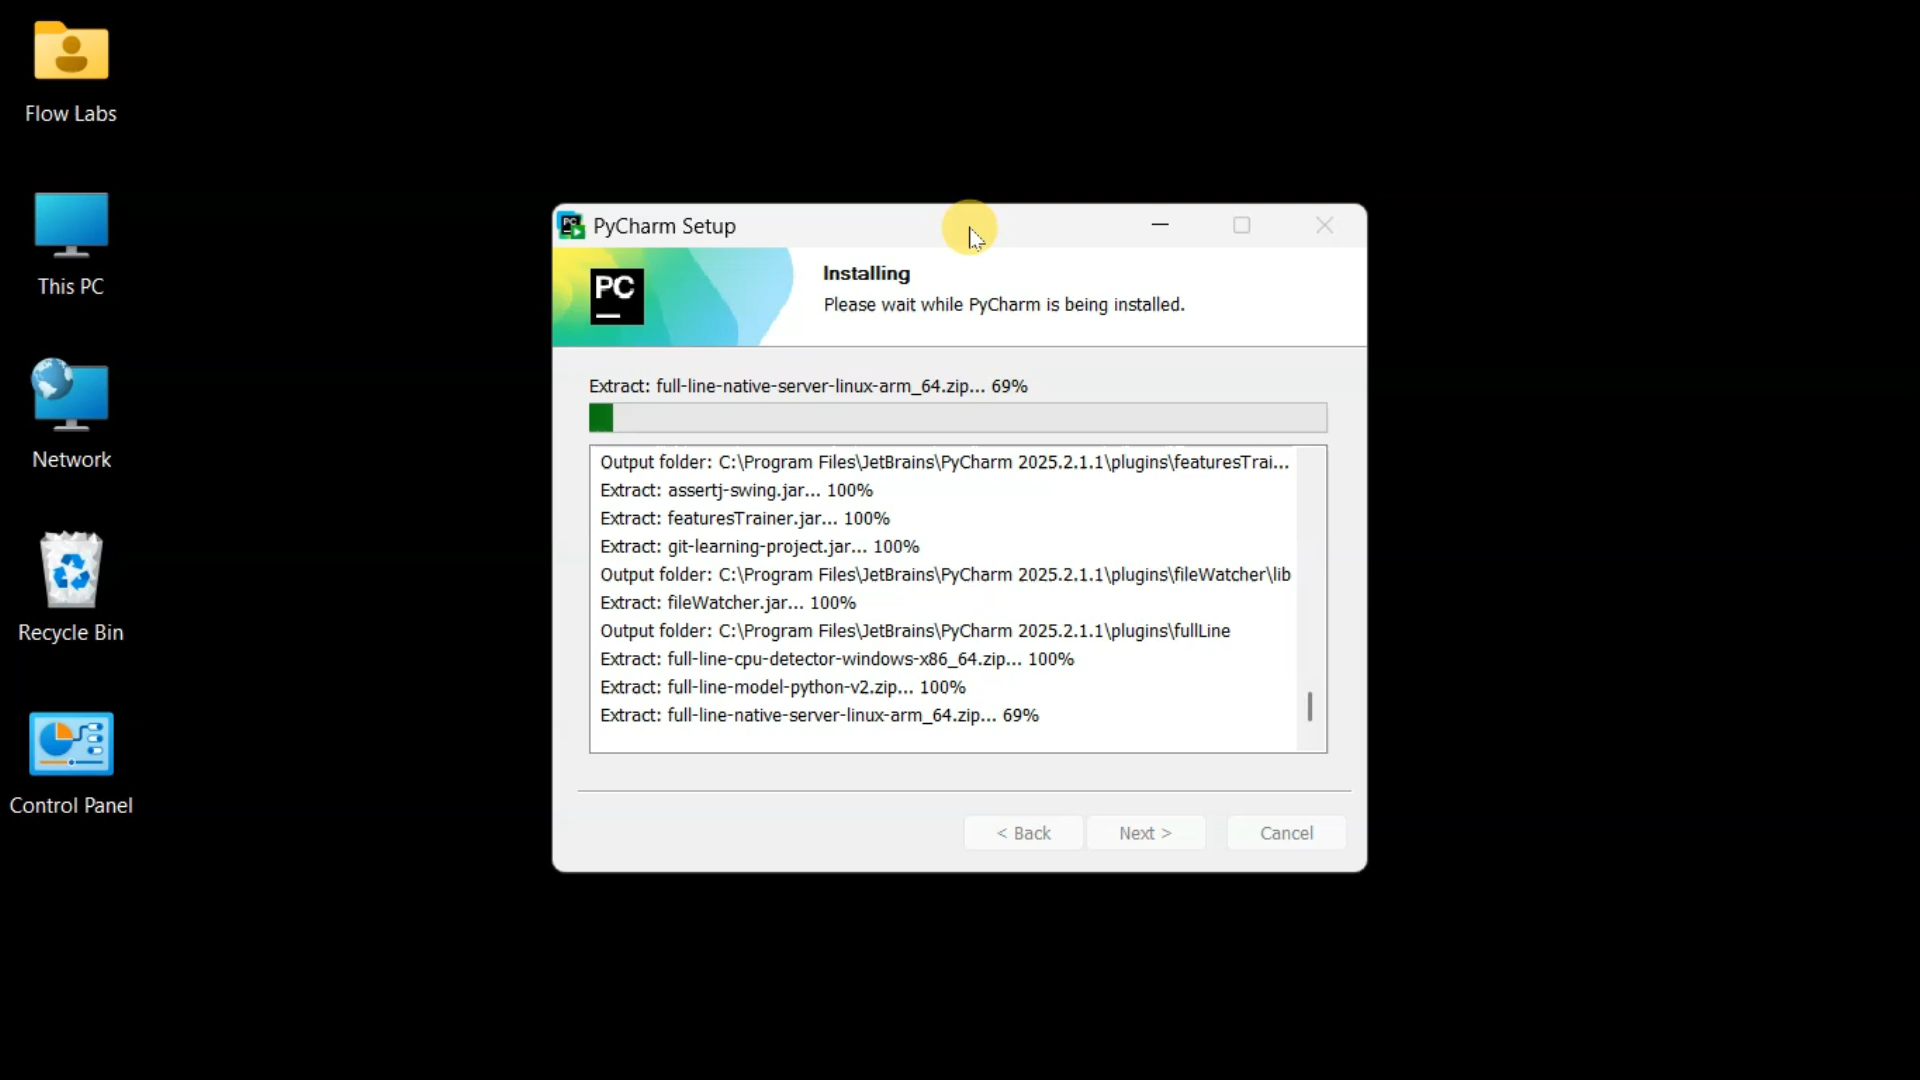 Flow Labs
This PC
Network
Recycle Bin
Control Panel
PC PyCharm Setup
PC
Installing
Please wait while PyCharm is being installed.
Extract: full-line-native-server-linux-arm_64.zip... 69%
Output folder: C:\Program Files\JetBrains\PyCharm 2025.2.1.1\plugins\featuresTrai...
Extract: assertj-swing.jar... 100%
Extract: featuresTrainer.jar... 100%
Extract: git-learning-project.jar... 100%
Output folder: C:\Program Files\JetBrains\PyCharm 2025.2.1.1\plugins\fileWatcher\lib
Extract: fileWatcher.jar... 100%
Output folder: C:\Program Files\JetBrains\PyCharm 2025.2.1.1\plugins\fullLine
Extract: full-line-cpu-detector-windows-x86_64.zip... 100%
Extract: full-line-model-python-v2.zip... 100%
Extract: full-line-native-server-linux-arm_64.zip... 69%
< Back Next > Cancel